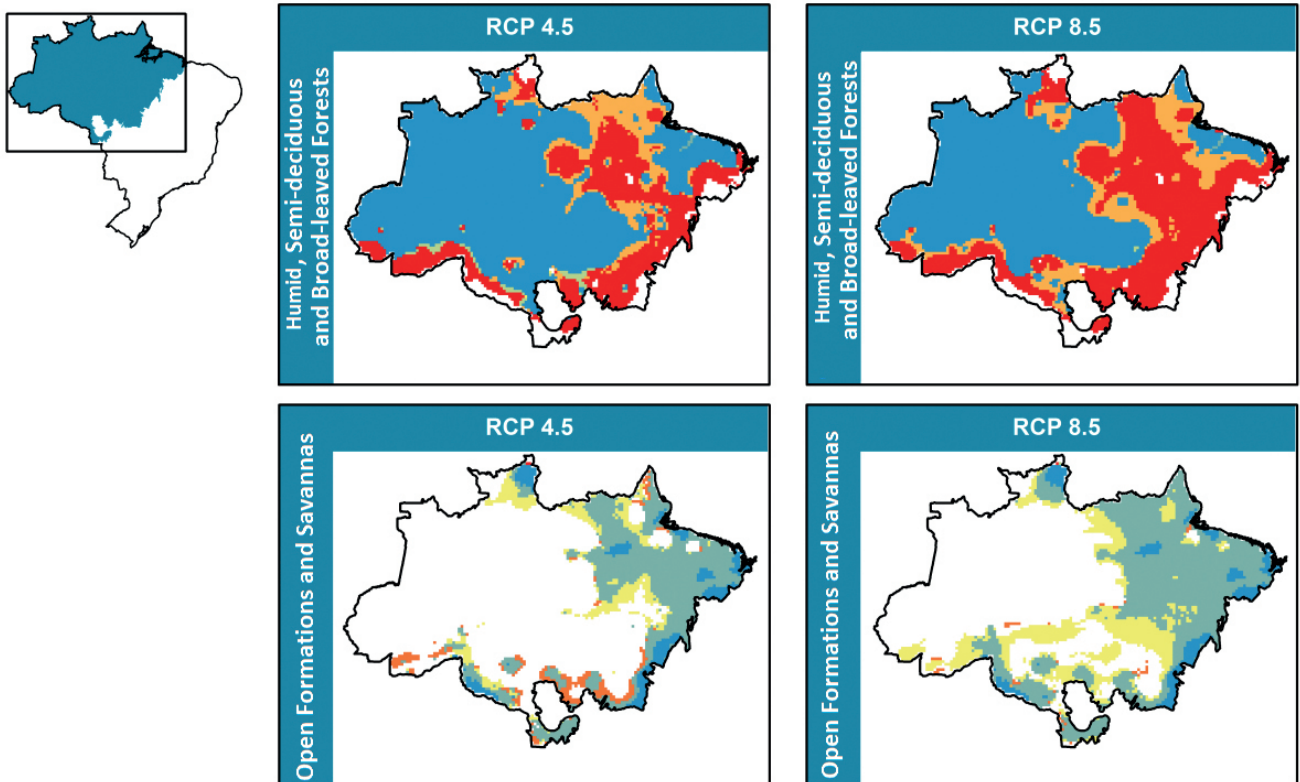 RCP 4.5
RCP 8.5
Humid, Semi-deciduous
and Broad-leaved Forests
Humid, Semi-deciduous
and Broad-leaved Forests
RCP 4.5
RCP 8.5
Open Formations and Savannas
Open Formations and Savannas